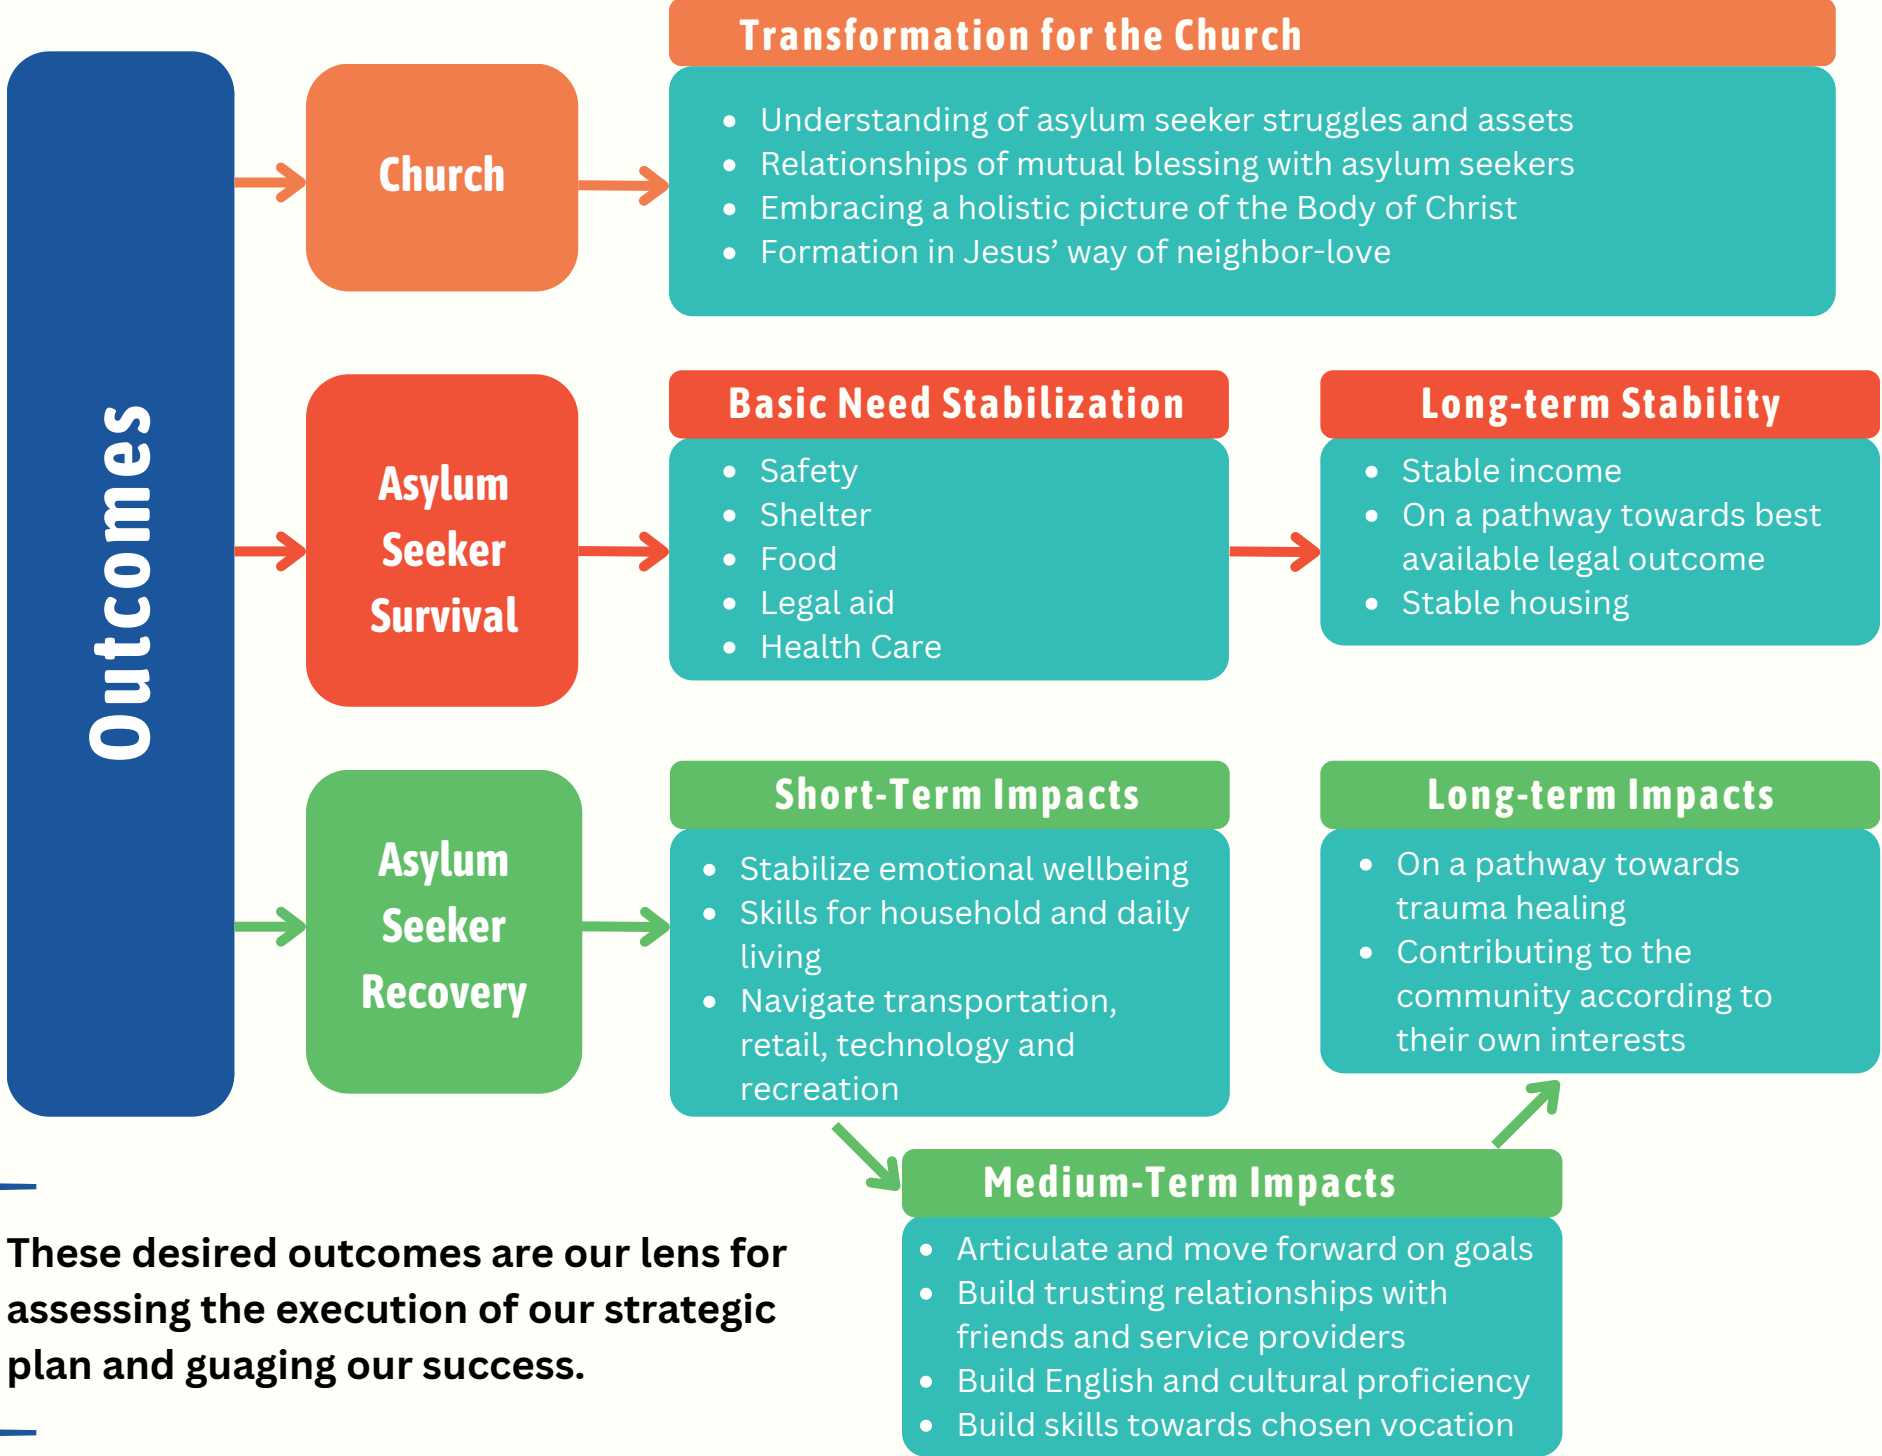 Outcomes
Church
Transformation for the Church
Understanding of asylum seeker struggles and assets
Relationships of mutual blessing with asylum seekers
Embracing a holistic picture of the Body of Christ
Formation in Jesus’ way of neighbor-love
Asylum
Seeker
Survival
Basic Need Stabilization
Safety
Shelter
Food
Legal aid
Health Care
Long-term Stability
Stable income
On a pathway towards best
available legal outcome
Stable housing
Asylum
Seeker
Recovery
Short-Term Impacts
Stabilize emotional wellbeing
Skills for household and daily
living
Navigate transportation,
retail, technology and
recreation
Medium-Term Impacts
Articulate and move forward on goals
Build trusting relationships with
friends and service providers
Build English and cultural proficiency
Build skills towards chosen vocation
Long-term Impacts
On a pathway towards
trauma healing
Contributing to the
community according to
their own interests
These desired outcomes are our lens for
assessing the execution of our strategic
plan and guaging our success.